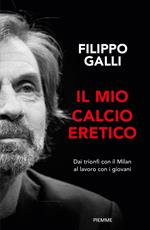 FILIPPO
GALLI
IL MIO
CALCIO
ERETICO
Dai trionfi con il Milan
al lavoro con i giovani
PIEMME